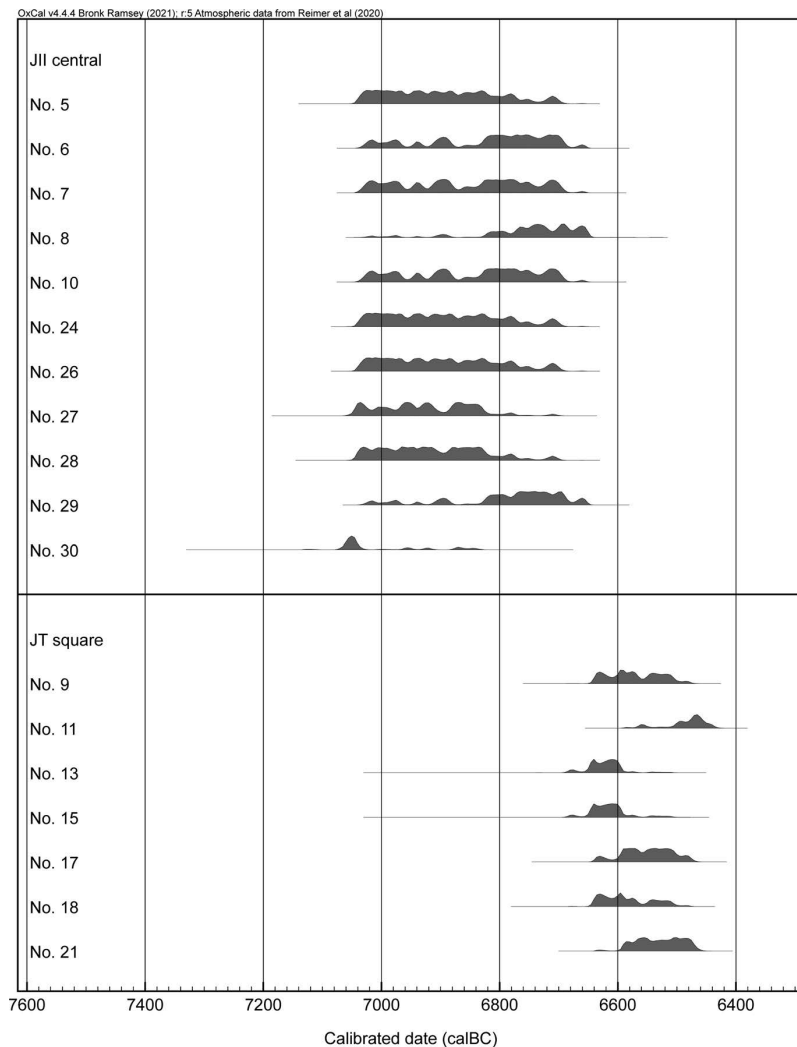 OxCal v4.4.4 Bronk Ramsey (2021); r:5 Atmospheric data from Reimer et al (2020)
JII central
No. 5
No. 6
No. 7
No. 8
No. 10
No. 24
No. 26
No. 27
No. 28
No. 29
No. 30
JT square
No. 9
No. 11
No. 13
No. 15
No. 17
No. 18
No. 21
7600 7400 7200 7000 6800 6600 6400
Calibrated date (calBC)